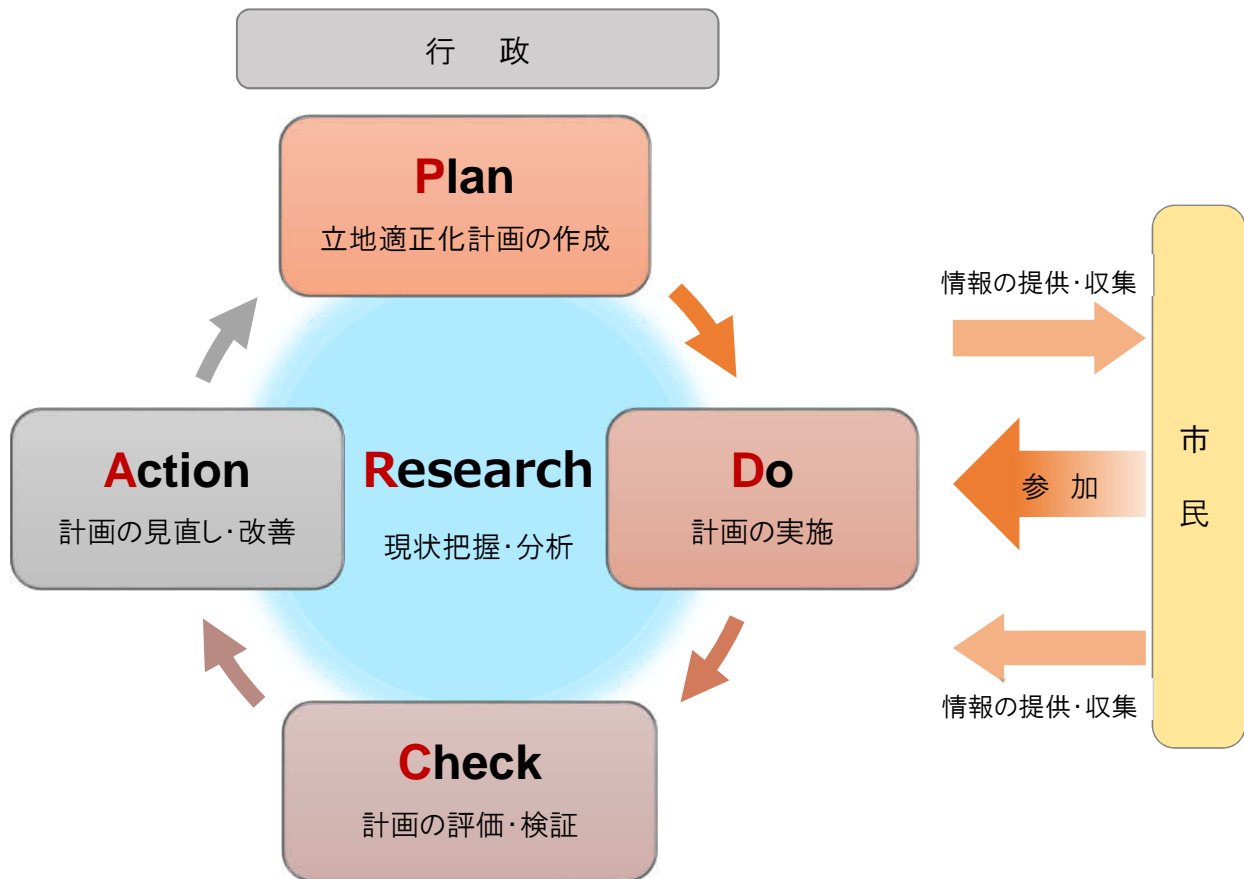 行 政
Plan
立地適正化計画の作成
情報の提供・収集
Action
計画の見直し・改善
Research
現状把握・分析
Do
計画の実施
参 加
市民
Check
計画の評価・検証
情報の提供・収集